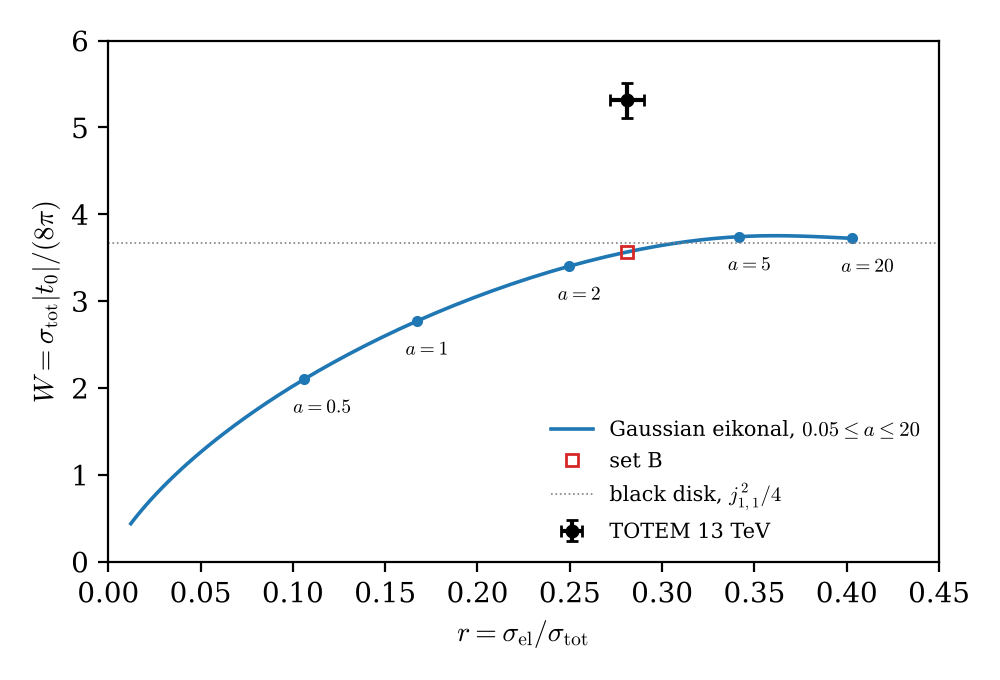 6
5
4
3
2
1
0
0.00 0.05 0.10 0.15 0.20 0.25 0.30 0.35 0.40 0.45
W = σ_tot|t_0|/(8π)
r = σ_el/σ_tot
a = 0.5
a = 1
a = 2
a = 5
a = 20
Gaussian eikonal, 0.05 ≤ a ≤ 20
set B
black disk, j_{1,1}^2/4
TOTEM 13 TeV